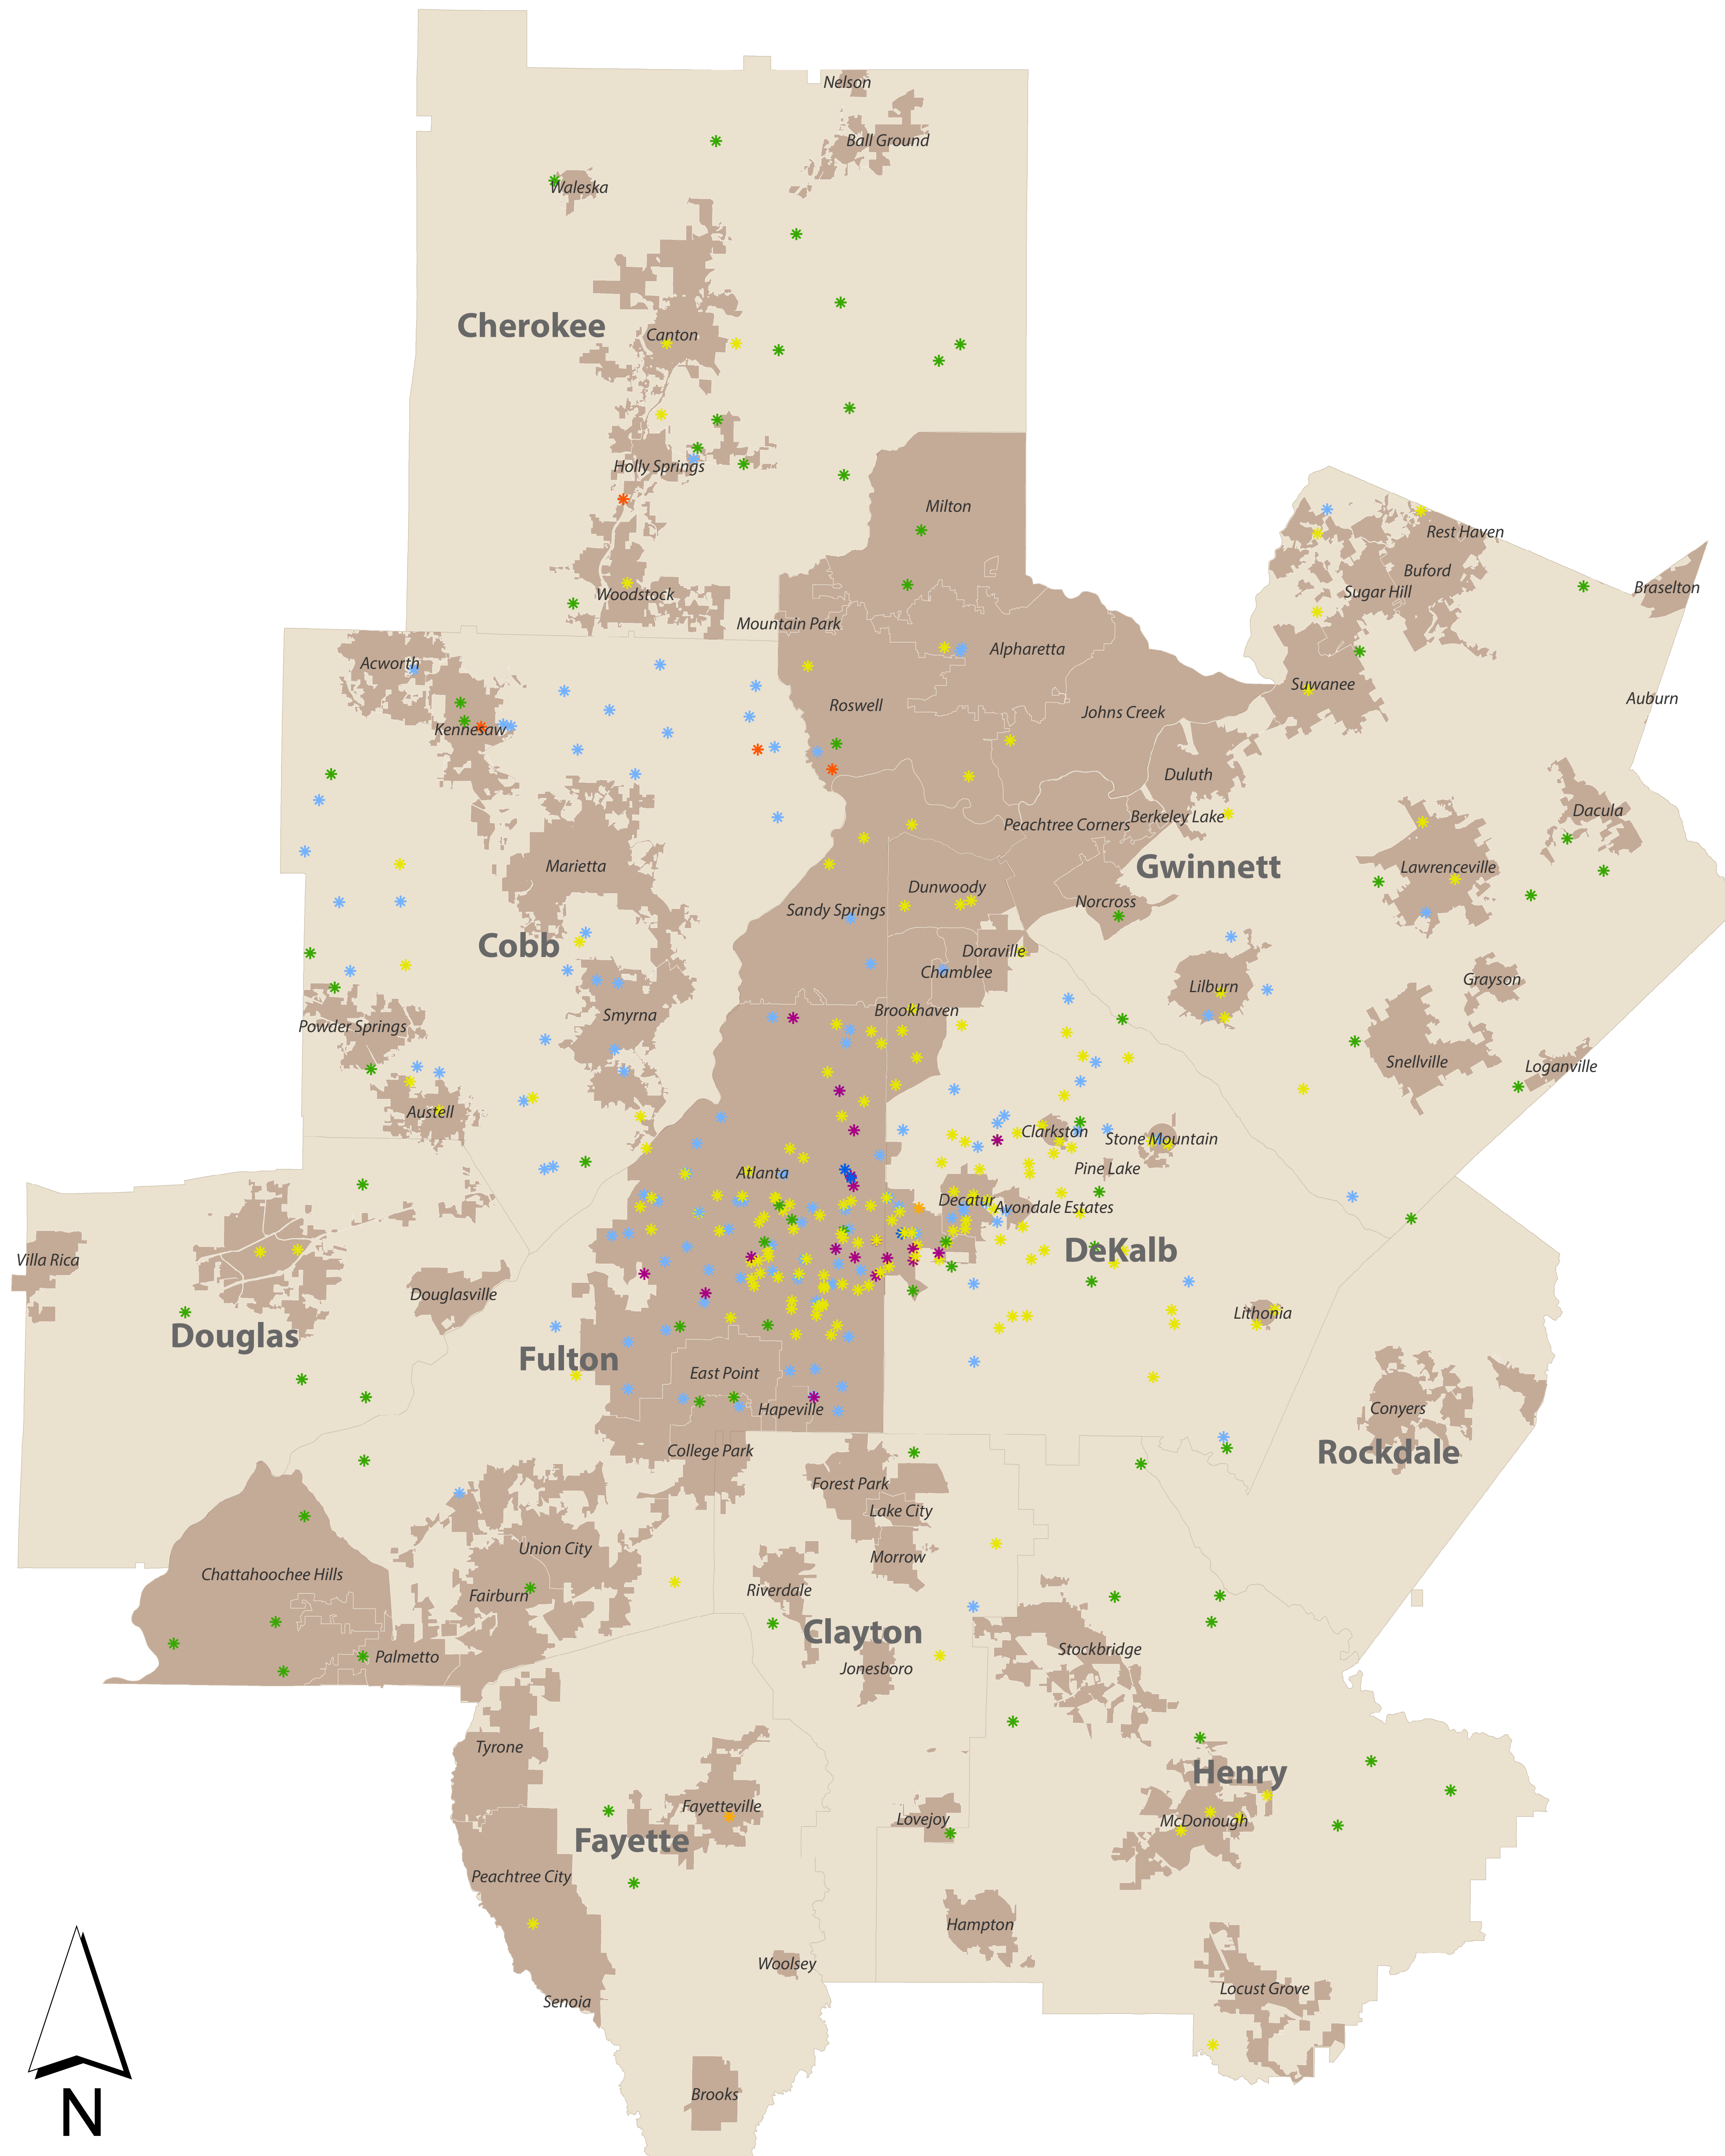 Nelson
Ball Ground
Waleska
Cherokee
Canton
Holly Springs
Milton
Rest Haven
Buford
Sugar Hill
Braselton
Woodstock
Mountain Park
Alpharetta
Acworth
Suwanee
Auburn
Roswell
Johns Creek
Kennesaw
Duluth
Dacula
Berkeley Lake
Peachtree Corners
Marietta
Gwinnett
Lawrenceville
Dunwoody
Norcross
Sandy Springs
Cobb
Doraville
Chamblee
Grayson
Lilburn
Brookhaven
Smyrna
Powder Springs
Snellville
Loganville
Austell
Clarkston
Stone Mountain
Pine Lake
Atlanta
Decatur
Avondale Estates
DeKalb
Villa Rica
Douglasville
Lithonia
Douglas
Fulton
East Point
Conyers
Hapeville
College Park
Rockdale
Forest Park
Lake City
Union City
Morrow
Chattahoochee Hills
Riverdale
Fairburn
Clayton
Stockbridge
Palmetto
Jonesboro
Tyrone
Henry
Fayetteville
Lovejoy
McDonough
Fayette
Peachtree City
Hampton
Woolsey
Locust Grove
Senoia
Brooks
N